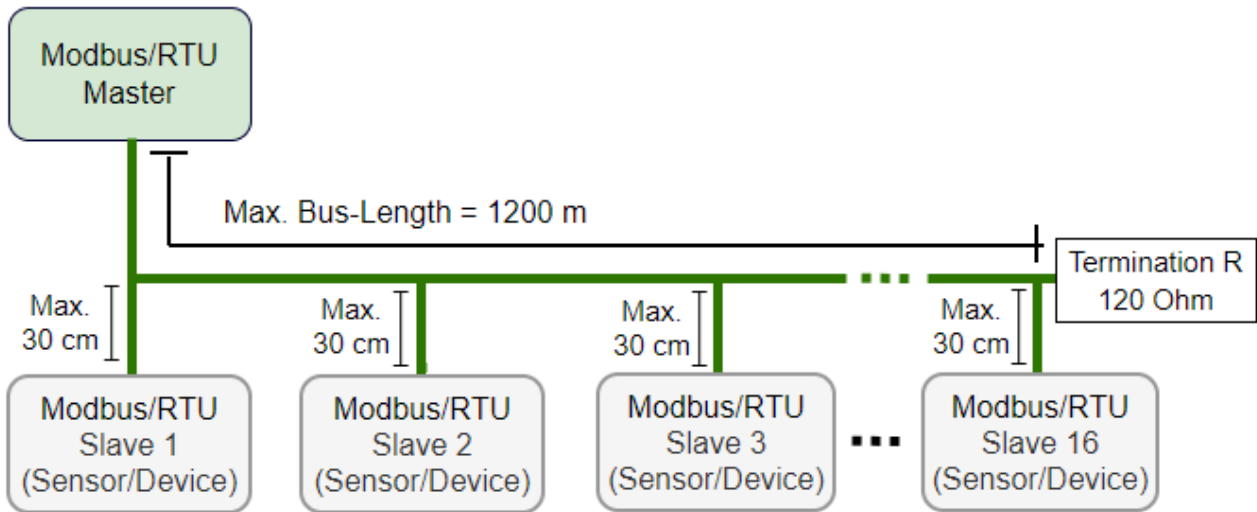 Modbus/RTU
Master
Max. Bus-Length = 1200 m
Termination R
120 Ohm
Max.
30 cm
Max.
30 cm
Max.
30 cm
Max.
30 cm
Modbus/RTU
Slave 1
(Sensor/Device)
Modbus/RTU
Slave 2
(Sensor/Device)
Modbus/RTU
Slave 3
(Sensor/Device)
Modbus/RTU
Slave 16
(Sensor/Device)